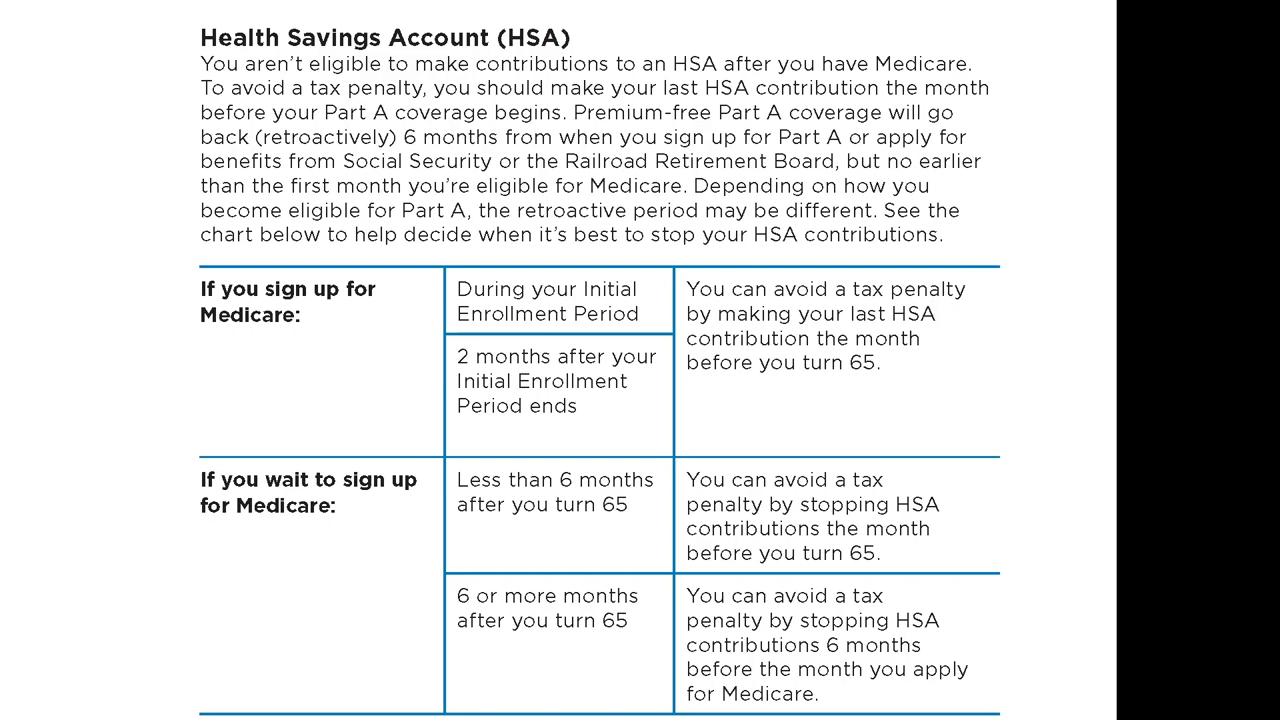 Health Savings Account (HSA)
You aren’t eligible to make contributions to an HSA after you have Medicare.
To avoid a tax penalty, you should make your last HSA contribution the month
before your Part A coverage begins. Premium-free Part A coverage will go
back (retroactively) 6 months from when you sign up for Part A or apply for
benefits from Social Security or the Railroad Retirement Board, but no earlier
than the first month you’re eligible for Medicare. Depending on how you
become eligible for Part A, the retroactive period may be different. See the
chart below to help decide when it’s best to stop your HSA contributions.
If you sign up for
Medicare:
During your Initial
Enrollment Period
2 months after your
Initial Enrollment
Period ends
You can avoid a tax penalty
by making your last HSA
contribution the month
before you turn 65.
If you wait to sign up
for Medicare:
Less than 6 months
after you turn 65
You can avoid a tax
penalty by stopping HSA
contributions the month
before you turn 65.
6 or more months
after you turn 65
You can avoid a tax
penalty by stopping HSA
contributions 6 months
before the month you apply
for Medicare.